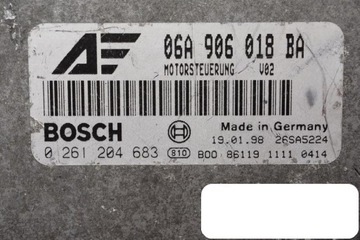 06A 906 018 BA
MOTORSTEUERUNG V02
BOSCH Made in Germany
19.01.98 26SA5224
0 261 204 683 810 B00 86119 1111 0414